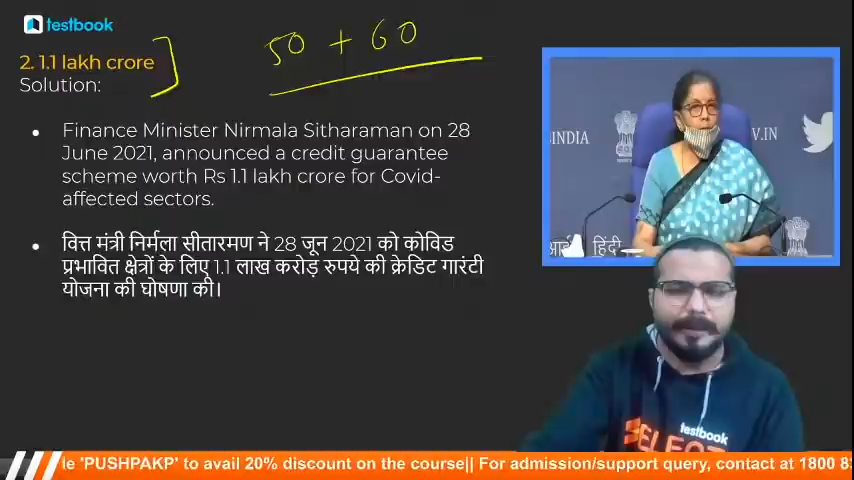 testbook
50 + 60
2. 1.1 lakh crore
Solution:
Finance Minister Nirmala Sitharaman on 28
June 2021, announced a credit guarantee
scheme worth Rs 1.1 lakh crore for Covid-
affected sectors.
वित्त मंत्री निर्मला सीतारमण ने 28 जून 2021 को कोविड
प्रभावित क्षेत्रों के लिए 1.1 लाख करोड़ रुपये की क्रेडिट गारंटी
योजना की घोषणा की।
INDIA
V.IN
हिंदी
testbook
SELECT
le 'PUSHPAKP' to avail 20% discount on the course|| For admission/support query, contact at 1800 8